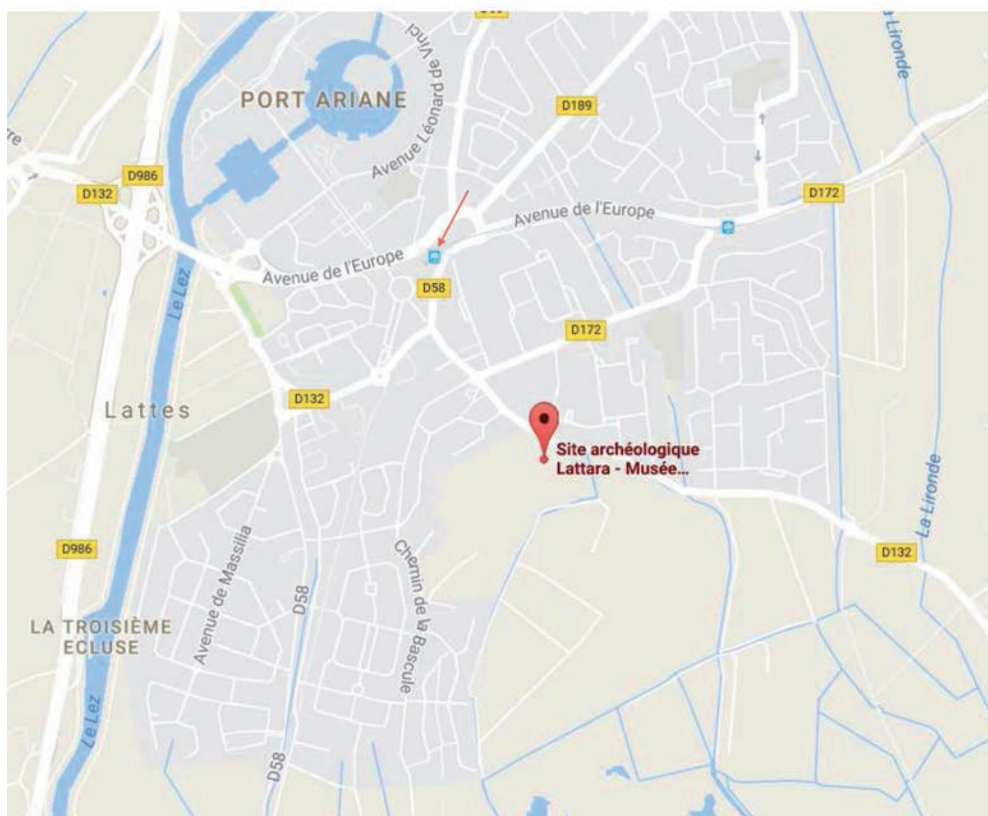 La Lironde
D189
PORT ARIANE
Avenue Léonard de Vinci
D986
D132
D172
Avenue de l'Europe
Avenue de l'Europe
D58
Le Lez
D172
D132
Lattes
Site archéologique
Lattara - Musée...
La Lironde
D132
D986
Chemin de la Bascule
Avenue de Massilia
D58
LA TROISIÈME
ECLUSE
Le Lez
D58